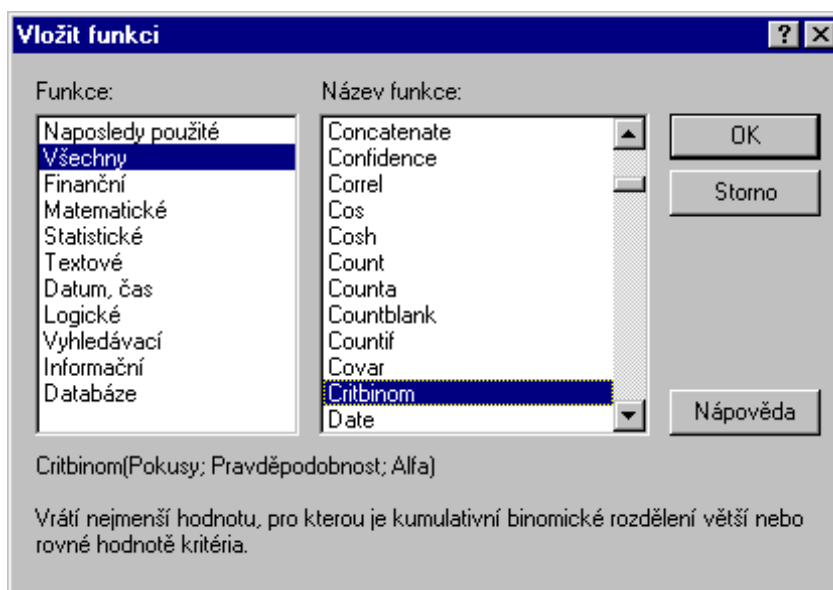 Vložit funkci
Funkce:
Naposledy použité
Všechny
Finanční
Matematické
Statistické
Textové
Datum, čas
Logické
Vyhledávací
Informační
Databáze
Název funkce:
Concatenate
Confidence
Correl
Cos
Cosh
Count
Counta
Countblank
Countif
Covar
Critbinom
Date
OK
Storno
Nápověda
Critbinom(Pokusy; Pravděpodobnost; Alfa)
Vrátí nejmenší hodnotu, pro kterou je kumulativní binomické rozdělení větší nebo
rovné hodnotě kritéria.